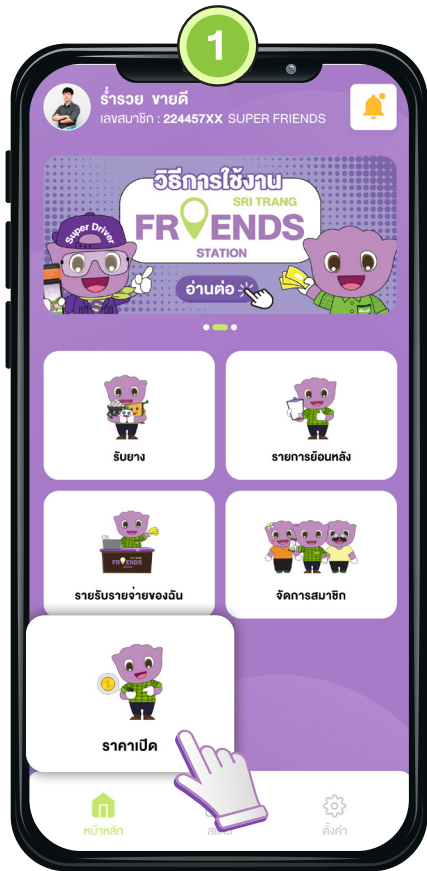 1
ร่ำรวย ขายดี
เลขสมาชิก : 224457XX SUPER FRIENDS
วิธีการใช้งาน
SRI TRANG
FRIENDS
STATION
Super Driver
อ่านต่อ
รับยาง
รายการย้อนหลัง
FRIENDS
รายรับรายจ่ายของฉัน
จัดการสมาชิก
ราคาเปิด
หน้าหลัก
สแกน
ตั้งค่า